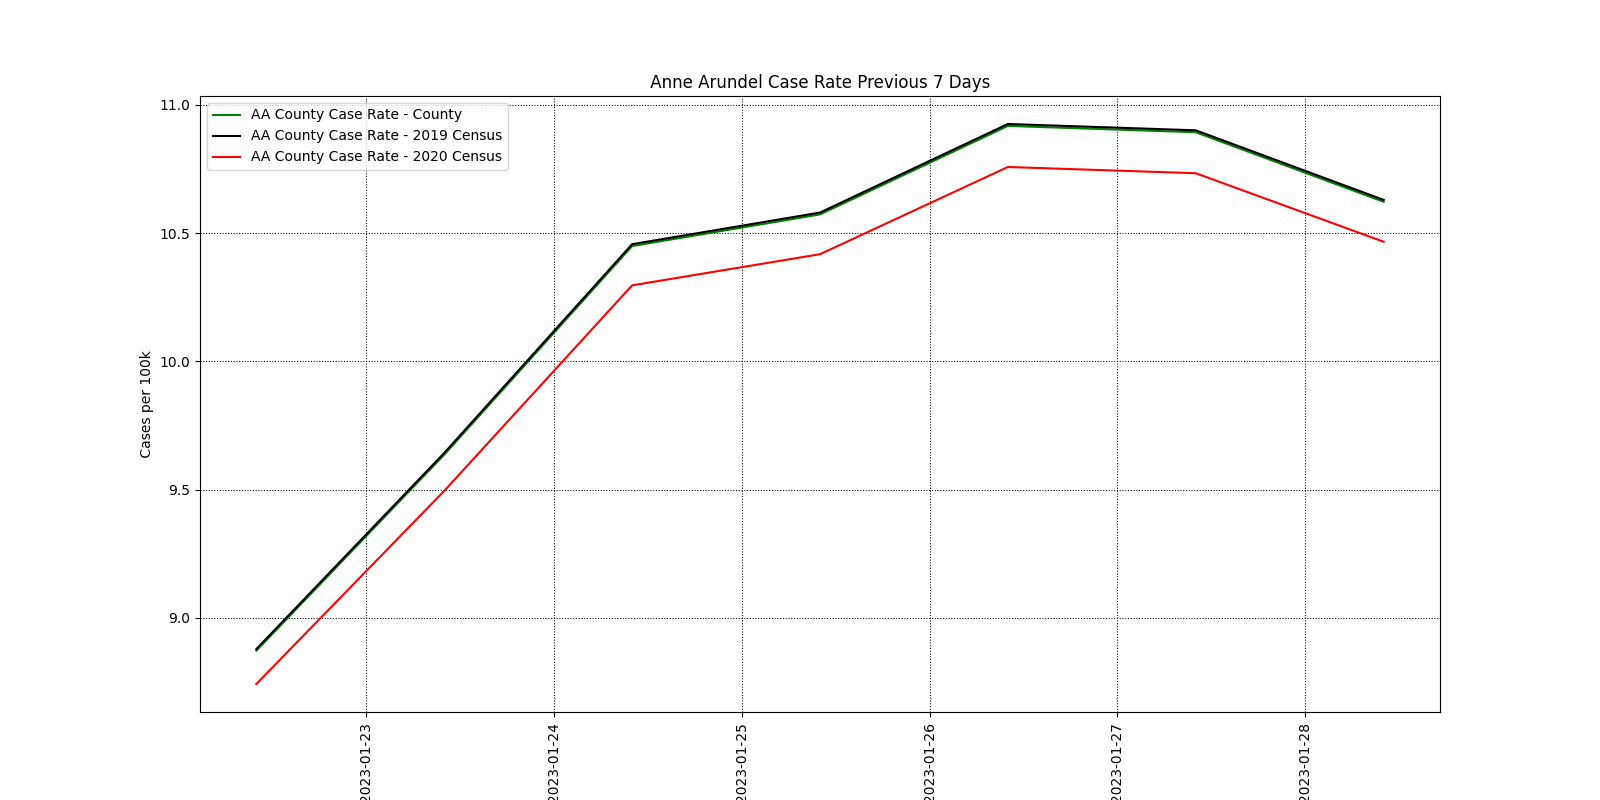 Anne Arundel Case Rate Previous 7 Days
AA County Case Rate - County
AA County Case Rate - 2019 Census
AA County Case Rate - 2020 Census
11.0
10.5
10.0
9.5
9.0
Cases per 100k
2023-01-23
2023-01-24
2023-01-25
2023-01-26
2023-01-27
2023-01-28